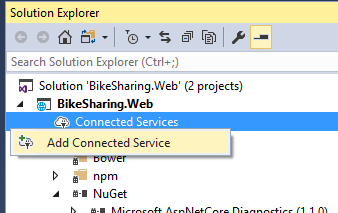 Solution Explorer
Search Solution Explorer (Ctrl+;)
Solution 'BikeSharing.Web' (2 projects)
BikeSharing.Web
Connected Services
Add Connected Service
Bower
npm
NuGet
Microsoft.AspNetCore.Diagnostics (1.1.0)